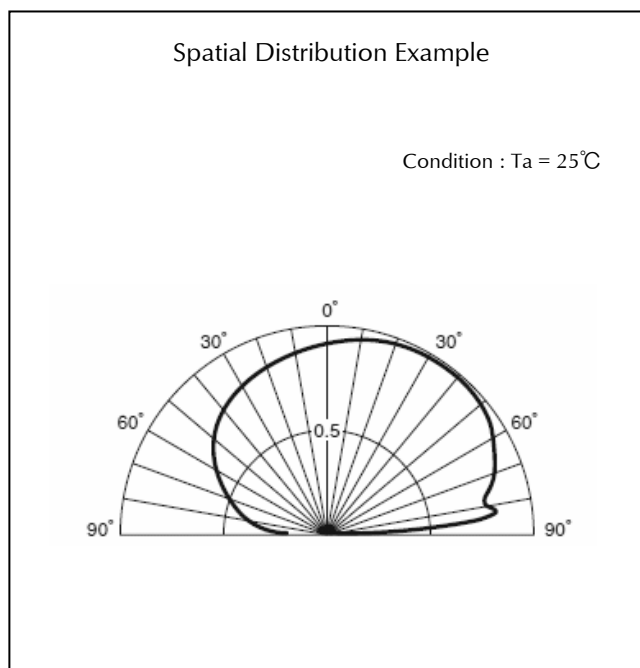 Spatial Distribution Example
Condition : Ta = 25℃
0°
30° 30°
60° 0.5 60°
90° 90°